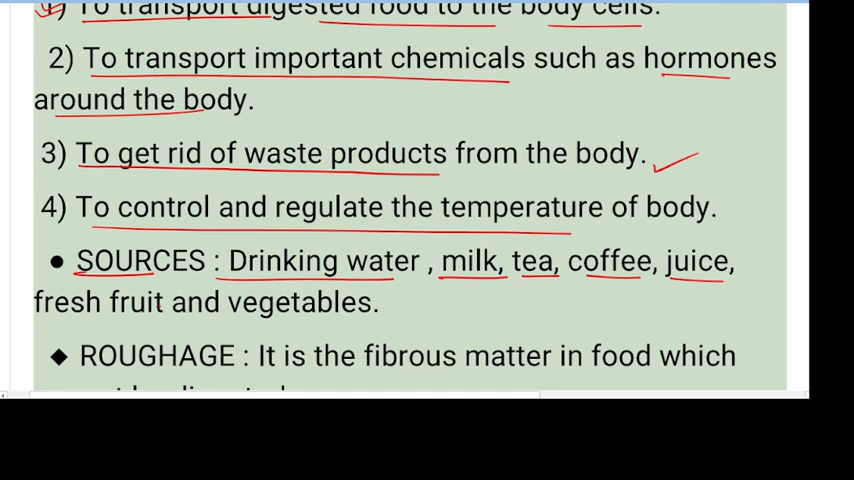 1) To transport digested food to the body cells.
2) To transport important chemicals such as hormones
around the body.
3) To get rid of waste products from the body.
4) To control and regulate the temperature of body.
● SOURCES : Drinking water , milk, tea, coffee, juice,
fresh fruit and vegetables.
◆ ROUGHAGE : It is the fibrous matter in food which